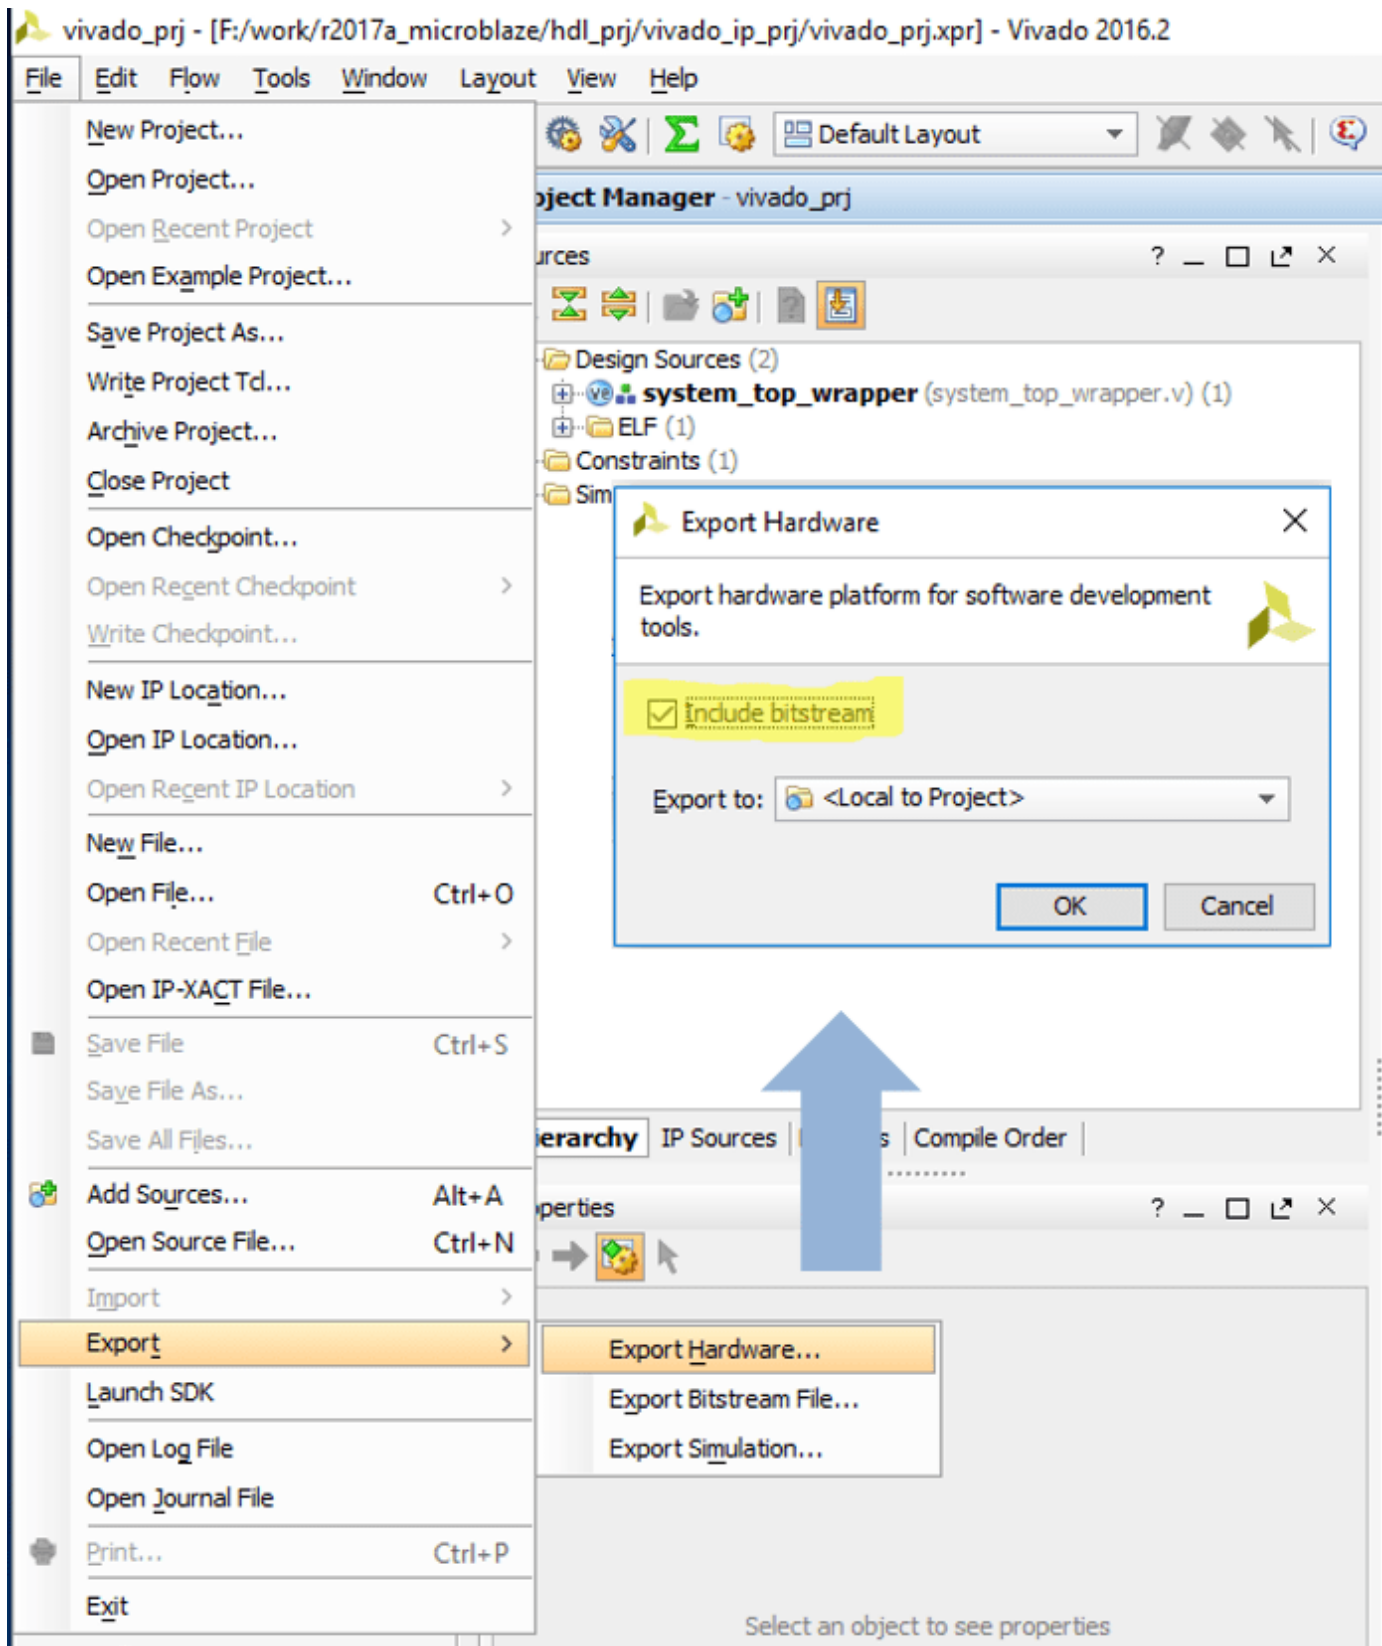 vivado_prj - [F:/work/r2017a_microblaze/hdl_prj/vivado_ip_prj/vivado_prj.xpr] - Vivado 2016.2
File Edit Flow Tools Window Layout View Help
New Project...
Open Project...
Open Recent Project
Open Example Project...
Save Project As...
Write Project Tcl...
Archive Project...
Close Project
Open Checkpoint...
Open Recent Checkpoint
Write Checkpoint...
New IP Location...
Open IP Location...
Open Recent IP Location
New File...
Open File... Ctrl+O
Open Recent File
Open IP-XACT File...
Save File Ctrl+S
Save File As...
Save All Files...
Add Sources... Alt+A
Open Source File... Ctrl+N
Import
Export
Launch SDK
Open Log File
Open Journal File
Print... Ctrl+P
Exit
Export Hardware...
Export Bitstream File...
Export Simulation...
Default Layout
oject Manager - vivado_prj
urces
Design Sources (2)
system_top_wrapper (system_top_wrapper.v) (1)
ELF (1)
Constraints (1)
Sim
Export Hardware
Export hardware platform for software development
tools.
Include bitstream
Export to: <Local to Project>
OK Cancel
ierarchy IP Sources s Compile Order
operties
Select an object to see properties